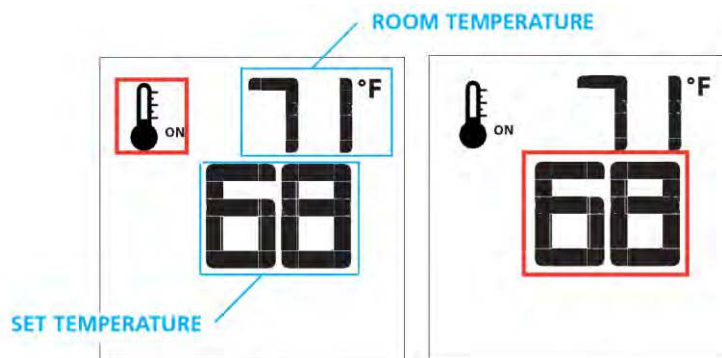 ROOM TEMPERATURE
71 °F
ON
68
SET TEMPERATURE
71 °F
ON
68